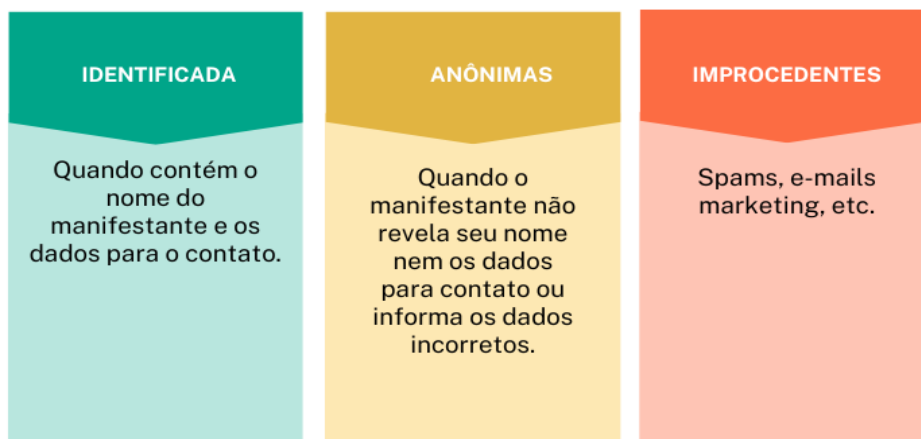 IDENTIFICADA
Quando contém o
nome do
manifestante e os
dados para o contato.
ANÔNIMAS
Quando o
manifestante não
revela seu nome
nem os dados
para contato ou
informa os dados
incorretos.
IMPROCEDENTES
Spams, e-mails
marketing, etc.